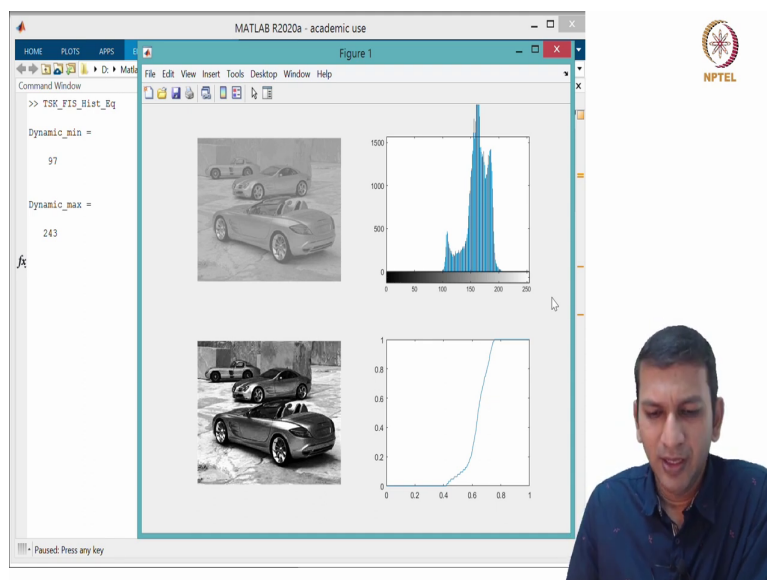 MATLAB R2020a - academic use
HOME PLOTS APPS
Figure 1
D: Matla
File Edit View Insert Tools Desktop Window Help
Command Window
>> TSK_FIS_Hist_Eq
Dynamic_min =
97
Dynamic_max =
243
fx
1500
1000
500
0
0 50 100 150 200 250
1
0.8
0.6
0.4
0.2
0
0 0.2 0.4 0.6 0.8 1
Paused: Press any key
NPTEL